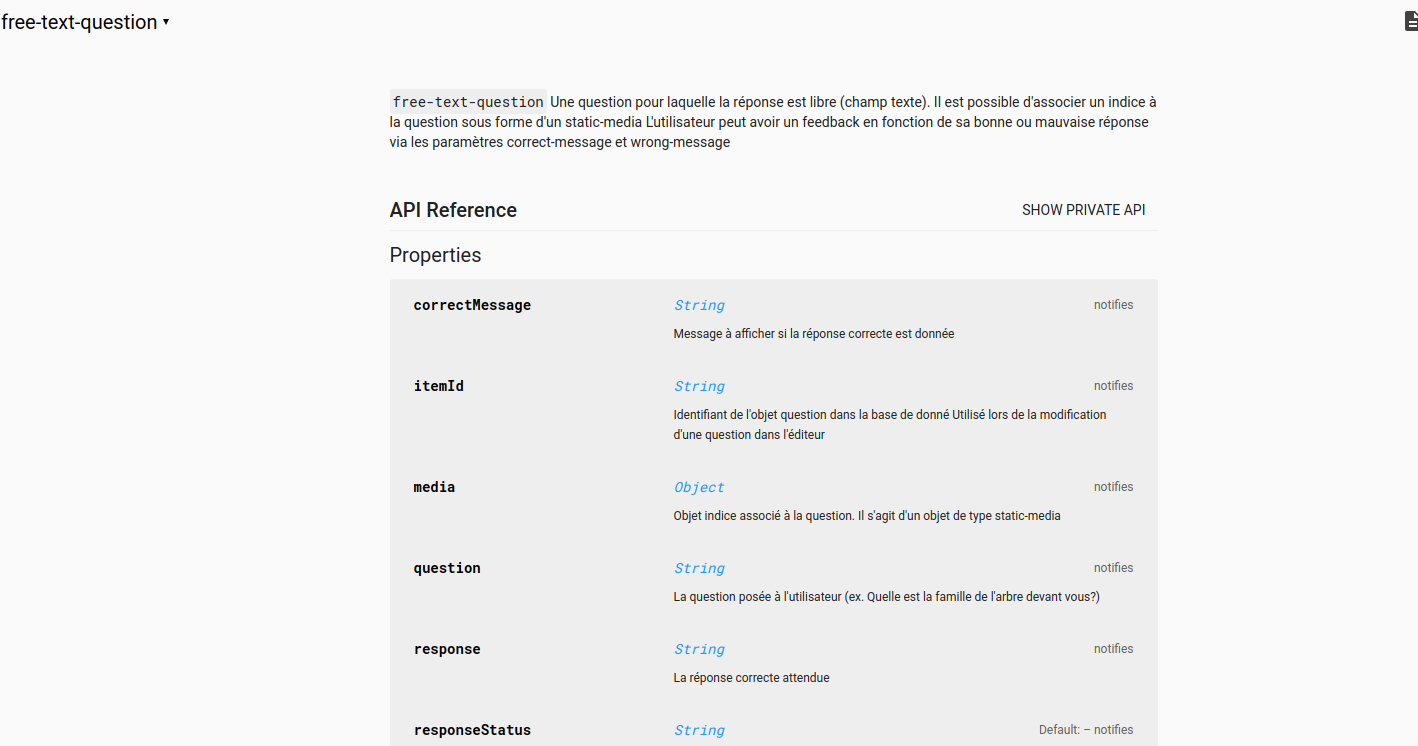 free-text-question ▾
free-text-question Une question pour laquelle la réponse est libre (champ texte). Il est possible d'associer un indice à
la question sous forme d'un static-media L'utilisateur peut avoir un feedback en fonction de sa bonne ou mauvaise réponse
via les paramètres correct-message et wrong-message
API Reference SHOW PRIVATE API
Properties
correctMessage String notifies
Message à afficher si la réponse correcte est donnée
itemId String notifies
Identifiant de l'objet question dans la base de donné Utilisé lors de la modification
d'une question dans l'éditeur
media Object notifies
Objet indice associé à la question. Il s'agit d'un objet de type static-media
question String notifies
La question posée à l'utilisateur (ex. Quelle est la famille de l'arbre devant vous?)
response String notifies
La réponse correcte attendue
responseStatus String Default: – notifies